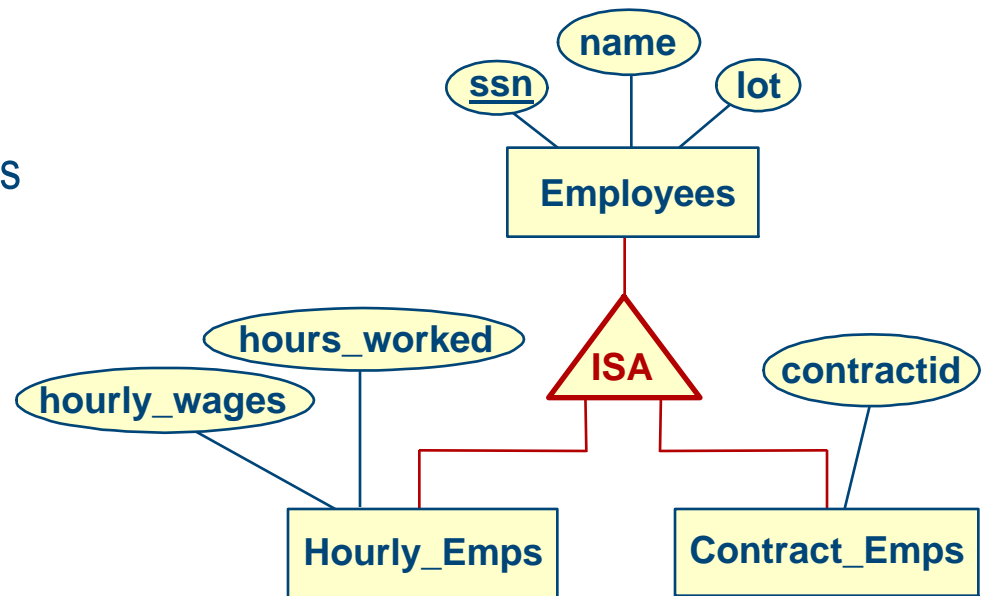 name
ssn
lot
s
Employees
hours_worked
ISA
contractid
hourly_wages
Hourly_Emps
Contract_Emps